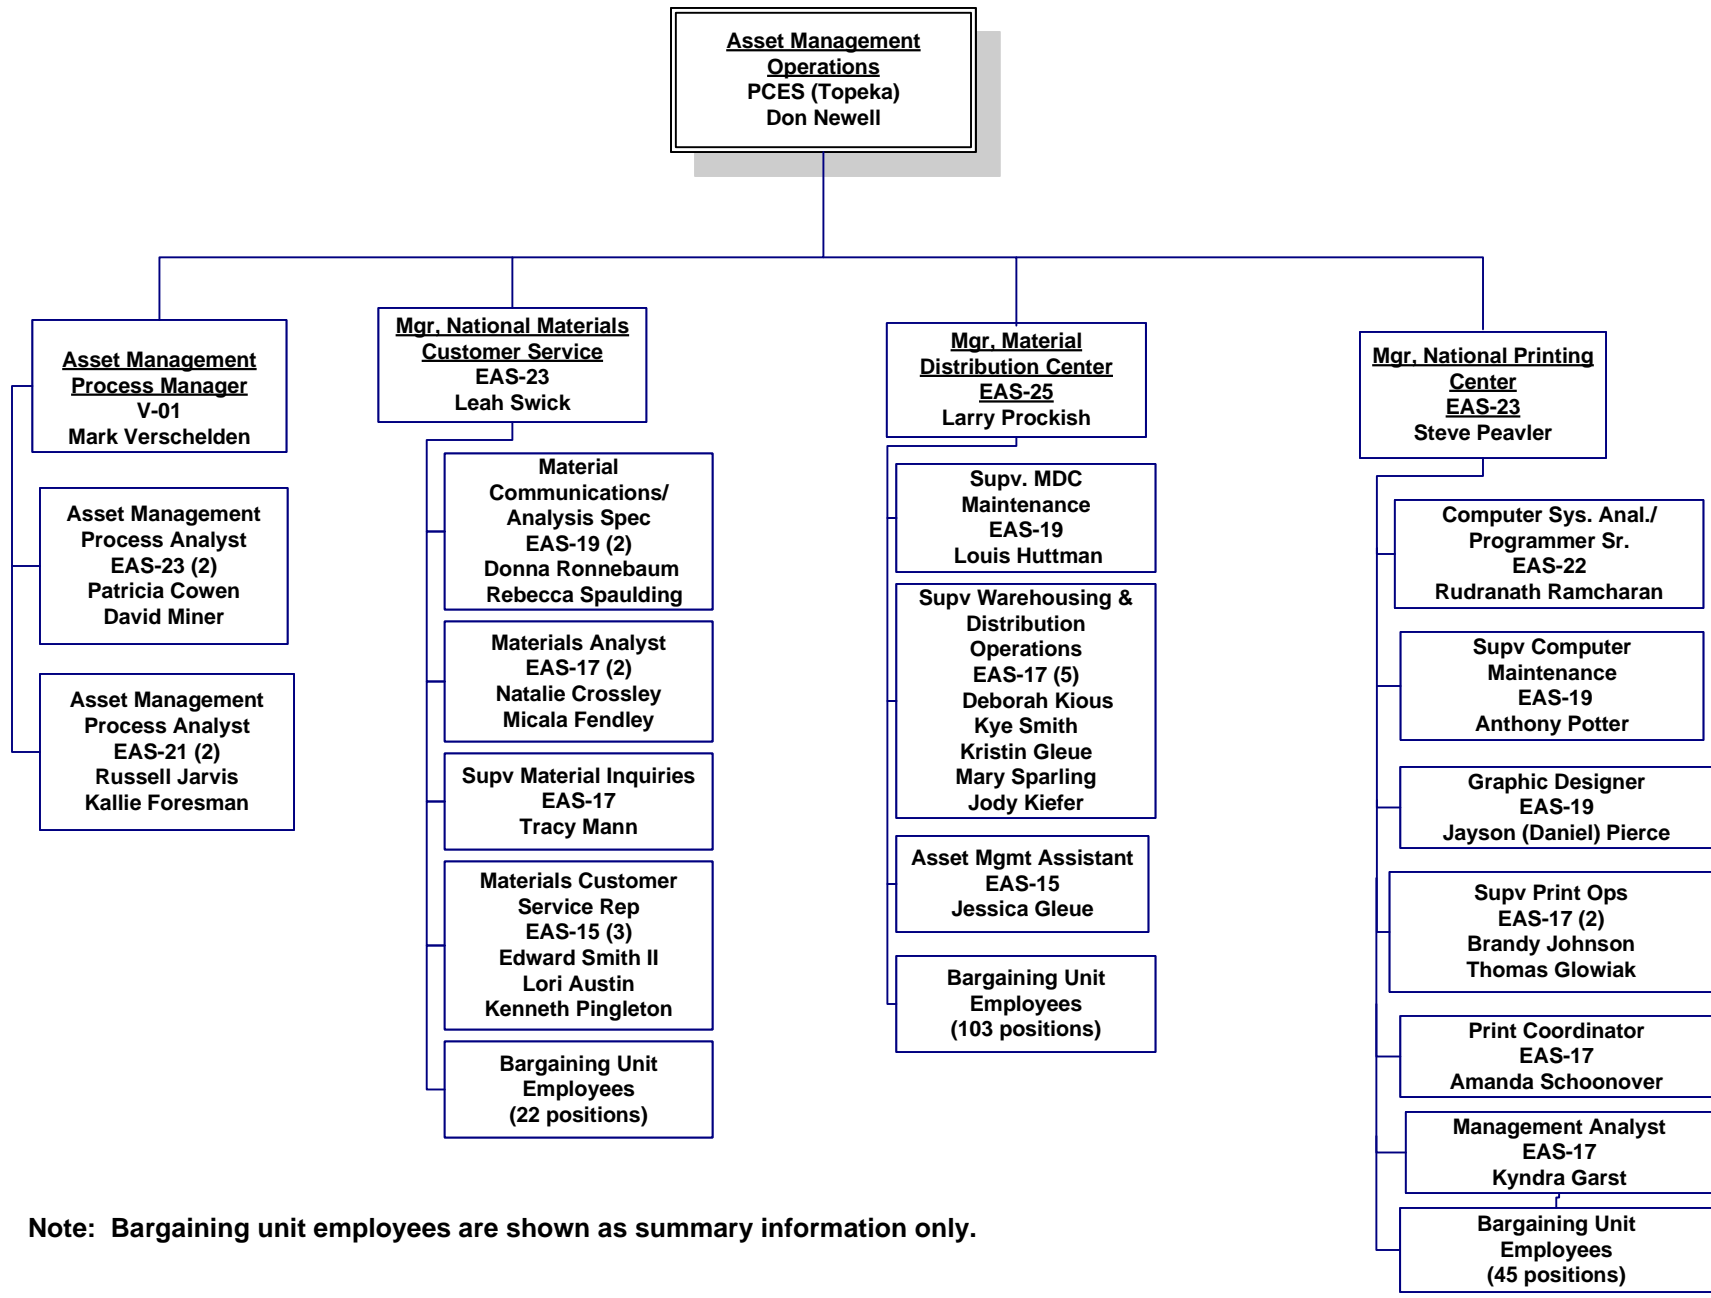 Asset Management
Operations
PCES (Topeka)
Don Newell
Asset Management
Process Manager
V-01
Mark Verschelden
Asset Management
Process Analyst
EAS-23 (2)
Patricia Cowen
David Miner
Asset Management
Process Analyst
EAS-21 (2)
Russell Jarvis
Kallie Foresman
Mgr, National Materials
Customer Service
EAS-23
Leah Swick
Material
Communications/
Analysis Spec
EAS-19 (2)
Donna Ronnebaum
Rebecca Spaulding
Materials Analyst
EAS-17 (2)
Natalie Crossley
Micala Fendley
Supv Material Inquiries
EAS-17
Tracy Mann
Materials Customer
Service Rep
EAS-15 (3)
Edward Smith II
Lori Austin
Kenneth Pingleton
Bargaining Unit
Employees
(22 positions)
Mgr, Material
Distribution Center
EAS-25
Larry Prockish
Supv. MDC
Maintenance
EAS-19
Louis Huttman
Supv Warehousing &
Distribution
Operations
EAS-17 (5)
Deborah Kious
Kye Smith
Kristin Gleue
Mary Sparling
Jody Kiefer
Asset Mgmt Assistant
EAS-15
Jessica Gleue
Bargaining Unit
Employees
(103 positions)
Mgr, National Printing
Center
EAS-23
Steve Peavler
Computer Sys. Anal./
Programmer Sr.
EAS-22
Rudranath Ramcharan
Supv Computer
Maintenance
EAS-19
Anthony Potter
Graphic Designer
EAS-19
Jayson (Daniel) Pierce
Supv Print Ops
EAS-17 (2)
Brandy Johnson
Thomas Glowiak
Print Coordinator
EAS-17
Amanda Schoonover
Management Analyst
EAS-17
Kyndra Garst
Bargaining Unit
Employees
(45 positions)
Note: Bargaining unit employees are shown as summary information only.